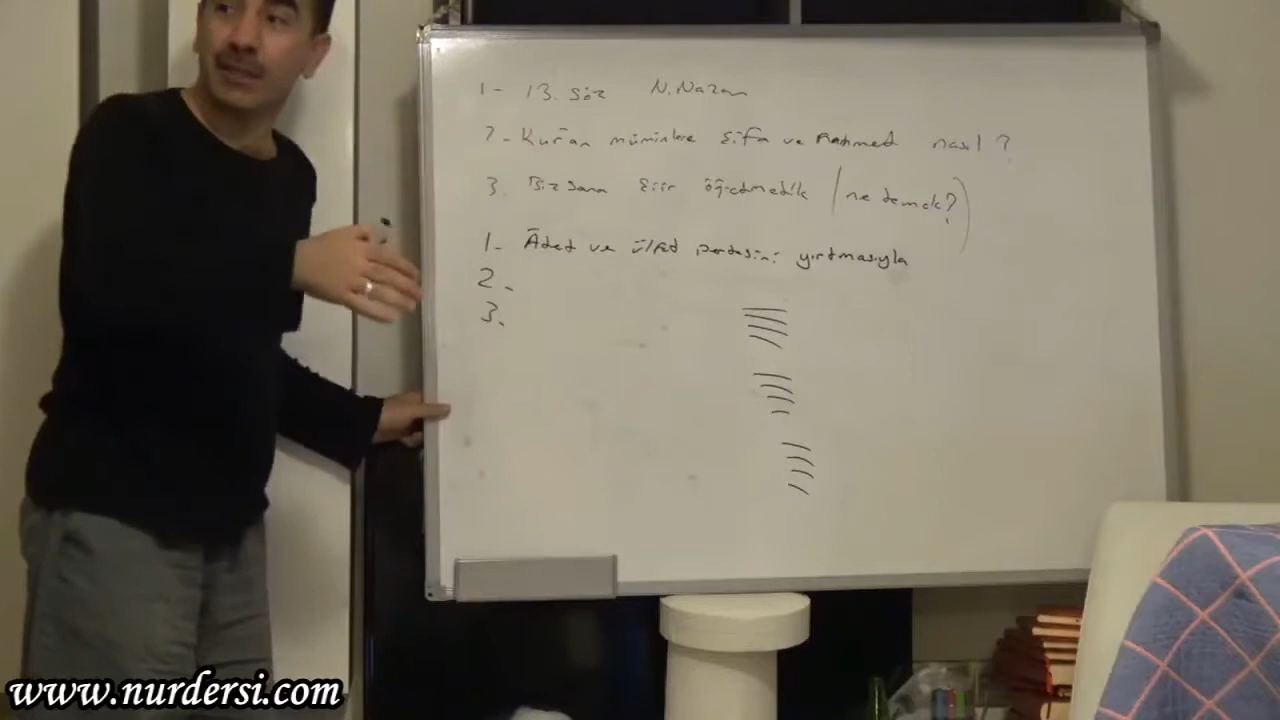 1- 13. Söz N. Nazarı
2- Kur'an müminlere şifa ve Rahmet nasıl ?
3. Biz sana şiir öğretmedik (ne demek?)
1- Âdet ve ülfet perdesini yırtmasıyla
2.
3.
www.nurdersi.com